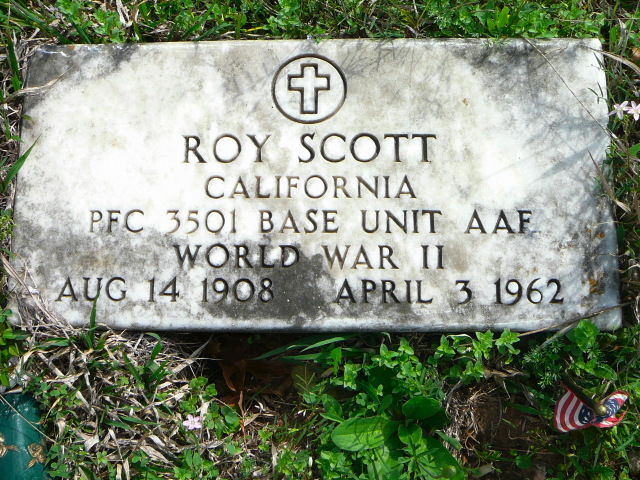 ROY SCOTT
CALIFORNIA
PFC 3501 BASE UNIT AAF
WORLD WAR II
AUG 14 1908 APRIL 3 1962